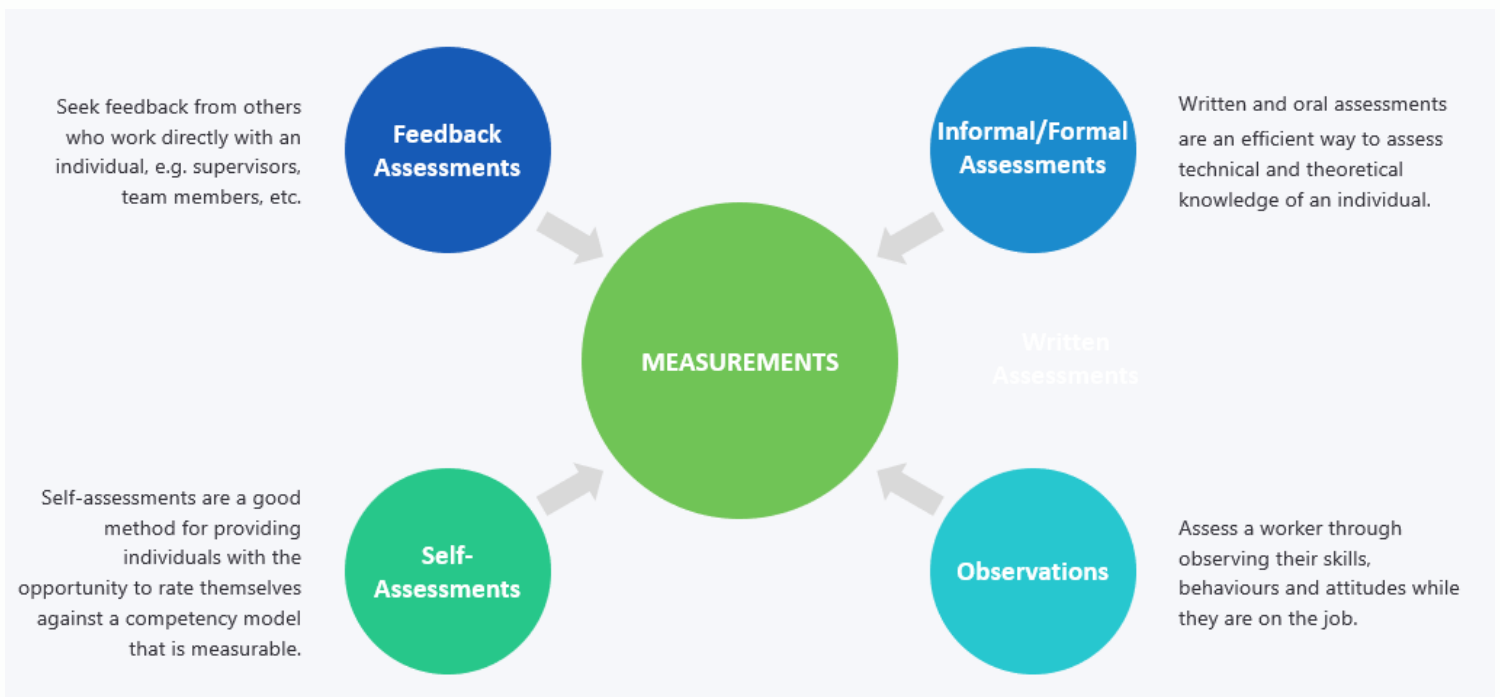 Seek feedback from others
who work directly with an
individual, e.g. supervisors,
team members, etc.
Feedback
Assessments
Informal/Formal
Assessments
Written and oral assessments
are an efficient way to assess
technical and theoretical
knowledge of an individual.
MEASUREMENTS
Written
Assessments
Self-assessments are a good
method for providing
individuals with the
opportunity to rate themselves
against a competency model
that is measurable.
Self-
Assessments
Observations
Assess a worker through
observing their skills,
behaviours and attitudes while
they are on the job.